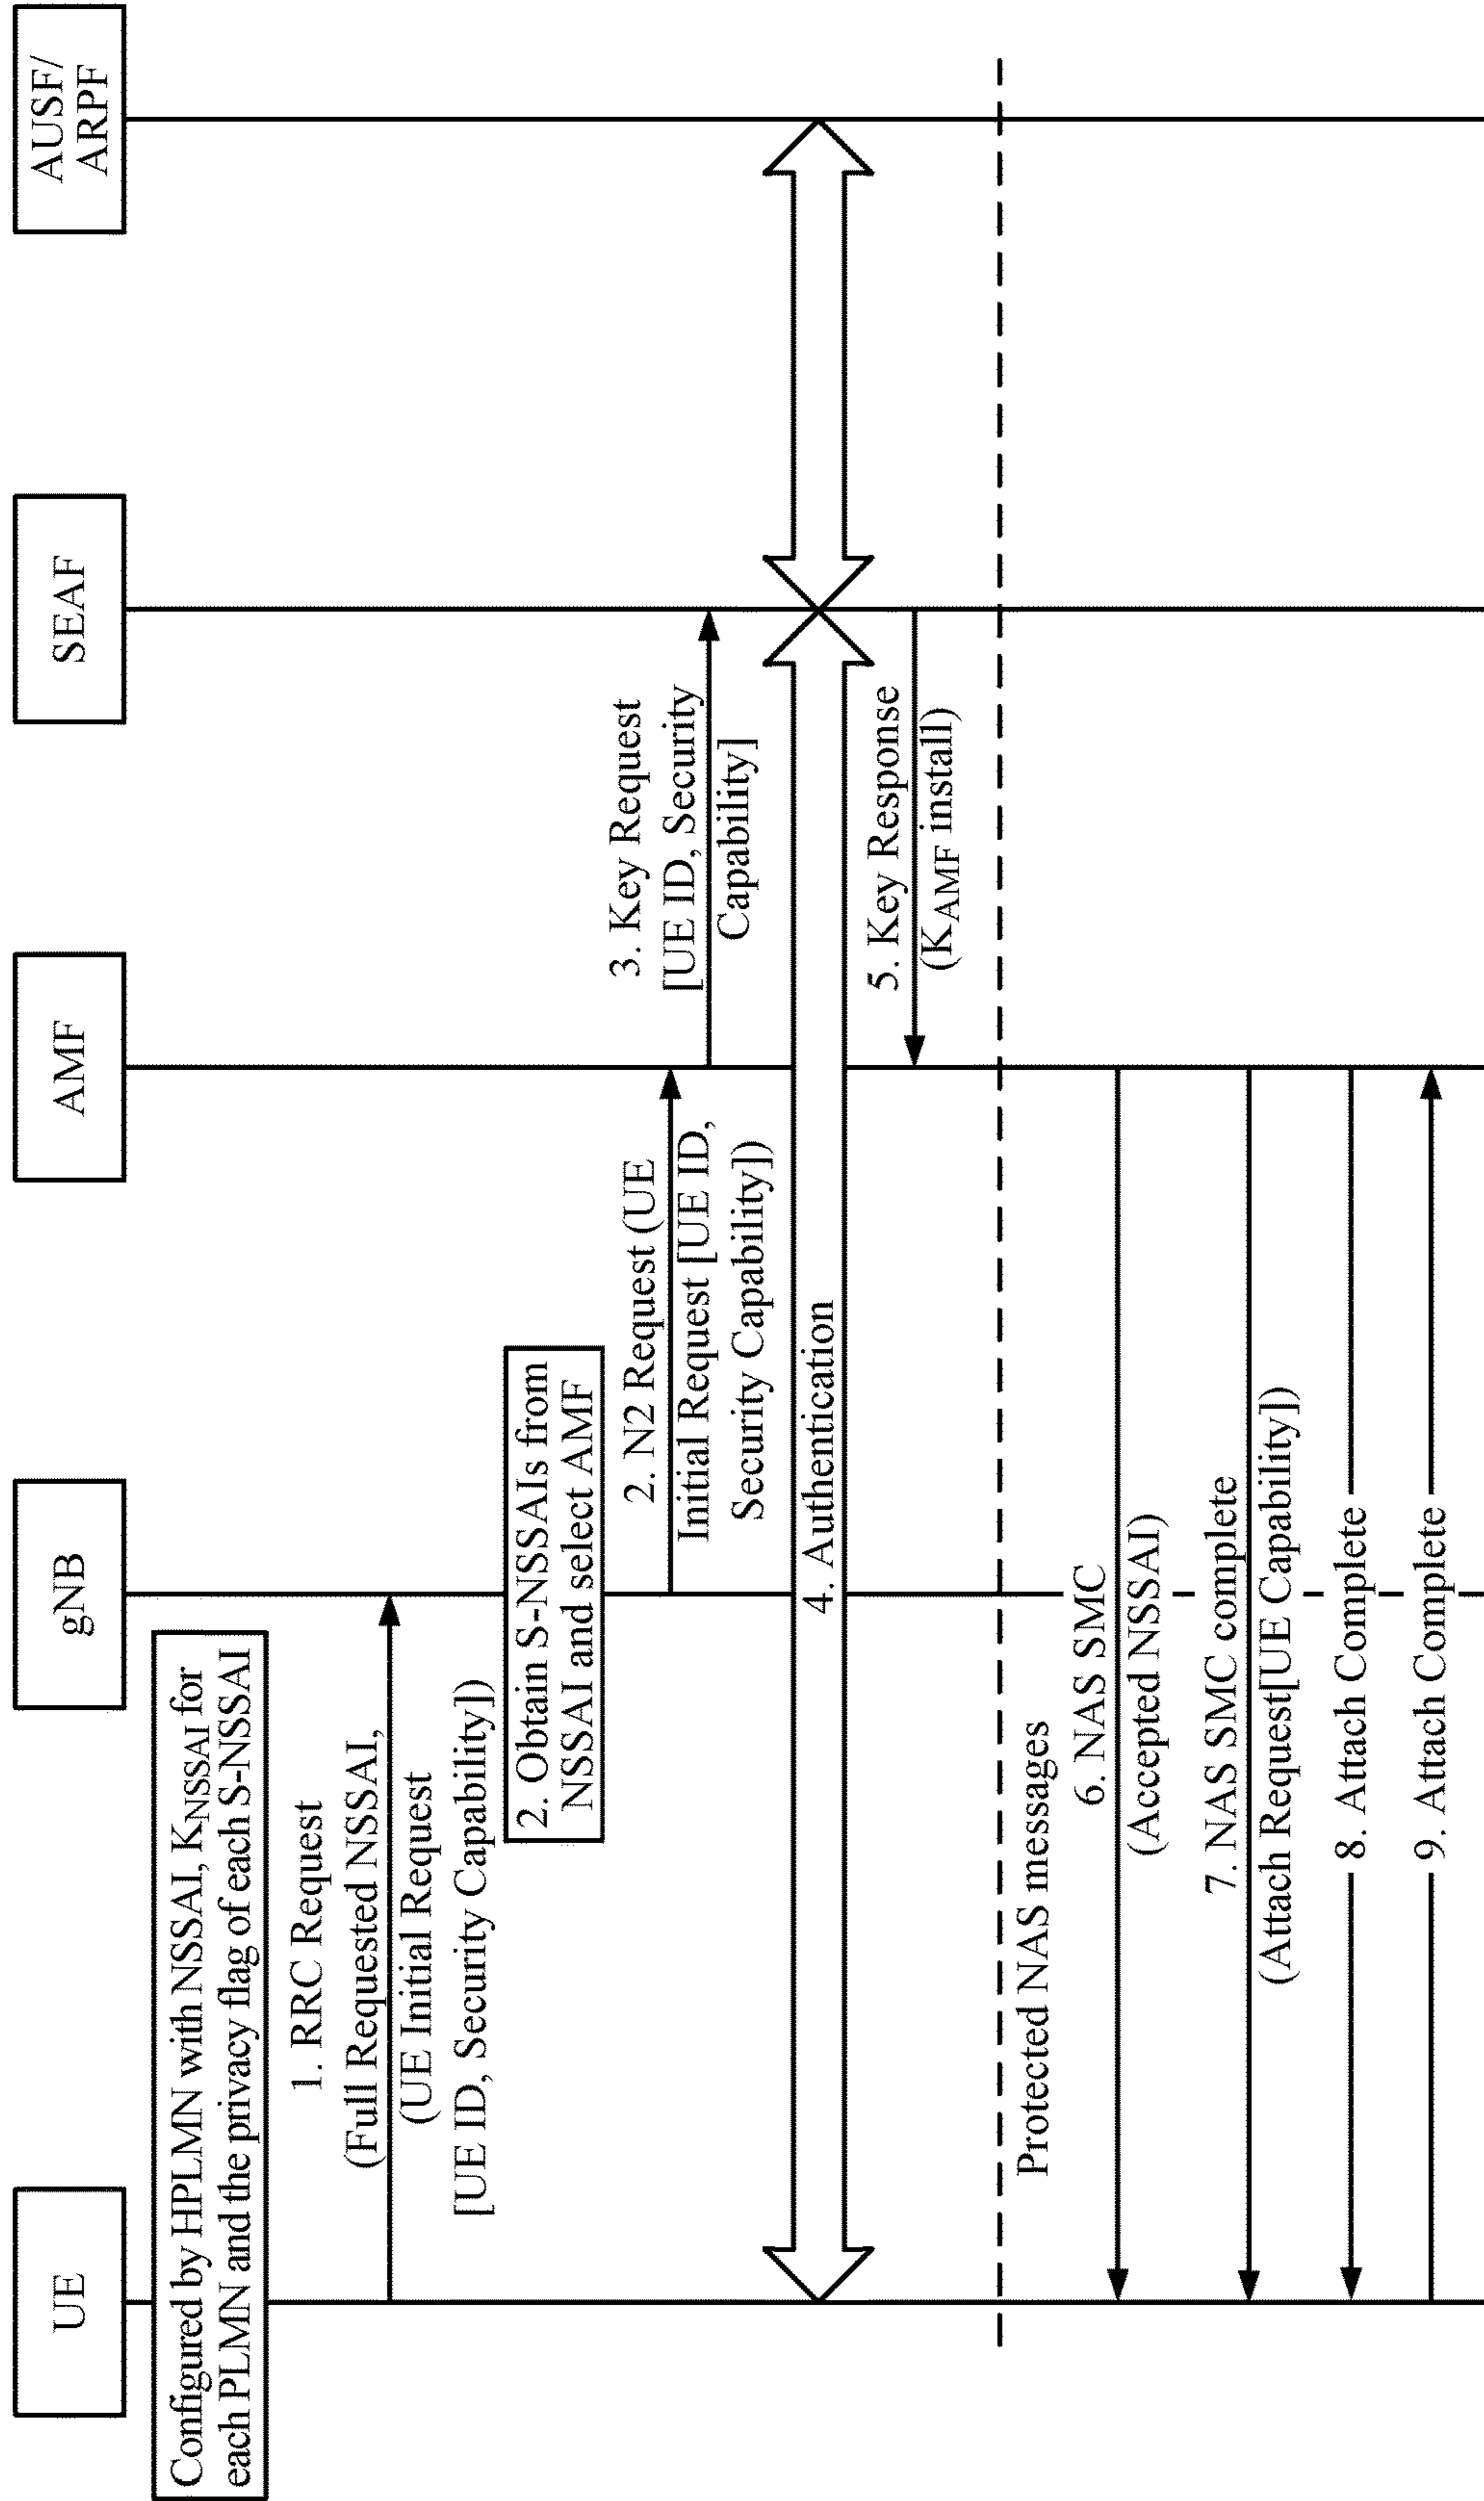 UE
gNB
AMF
SEAF
AUSF/
ARPF
Configured by HPLMN with NSSAI, KNSSAI for
each PLMN and the privacy flag of each S-NSSAI
1. RRC Request
(Full Requested NSSAI,
(UE Initial Request
[UE ID, Security Capability])
2. Obtain S-NSSAIs from
NSSAI and select AMF
2. N2 Request (UE
Initial Request [UE ID,
Security Capability])
3. Key Request
[UE ID, Security
Capability]
4. Authentication
5. Key Response
(KAMF install)
Protected NAS messages
6. NAS SMC
(Accepted NSSAI)
7. NAS SMC complete
(Attach Request[UE Capability])
8. Attach Complete
9. Attach Complete